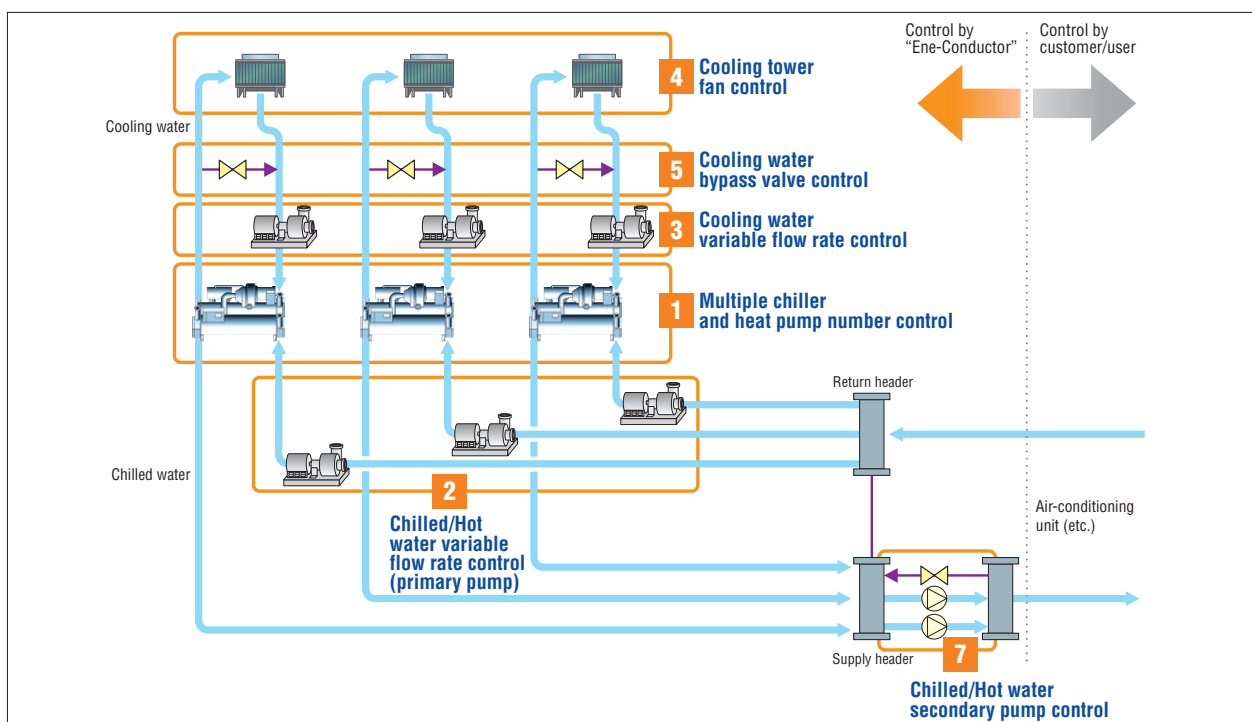 Control by
“Ene-Conductor”
Control by
customer/user
4
Cooling tower
fan control
Cooling water
5
Cooling water
bypass valve control
3
Cooling water
variable flow rate control
1
Multiple chiller
and heat pump number control
Return header
Chilled water
2
Chilled/Hot
water variable
flow rate control
(primary pump)
Air-conditioning
unit (etc.)
Supply header
7
Chilled/Hot water
secondary pump control